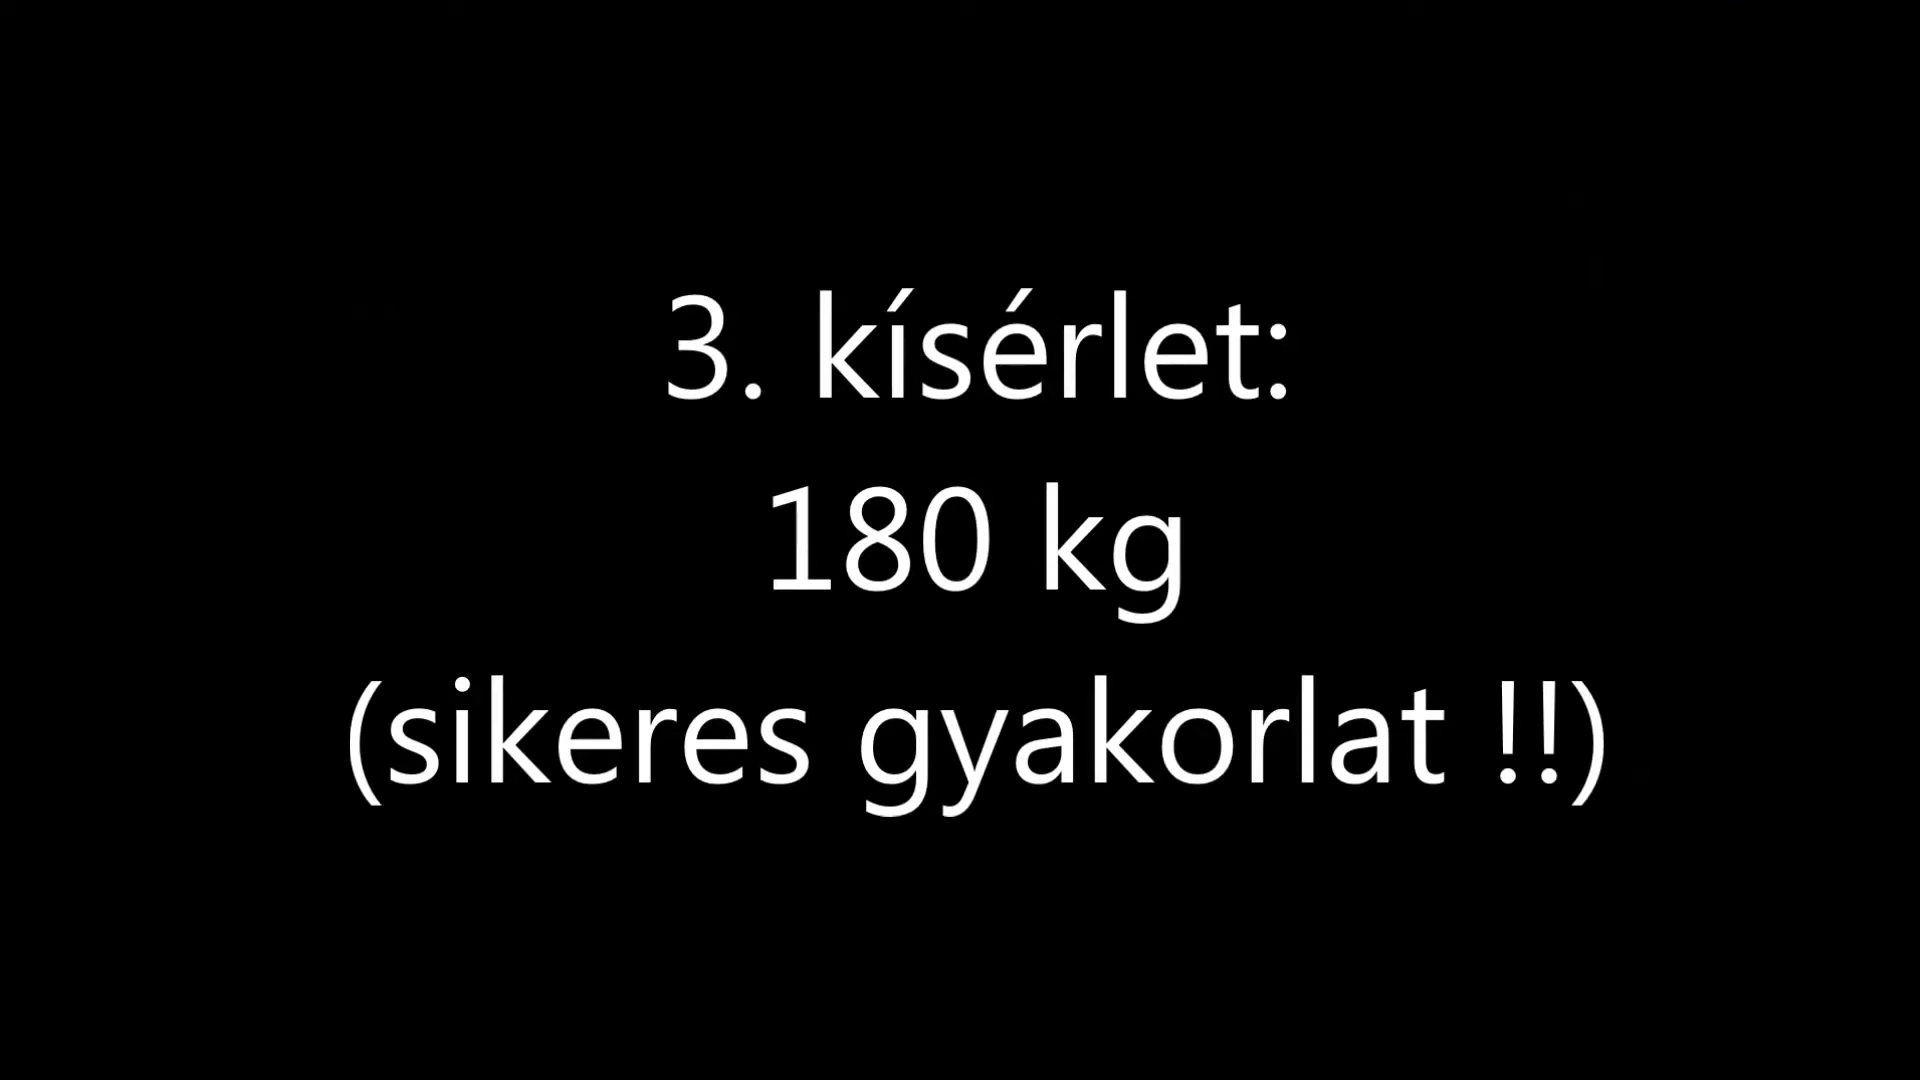 3. kísérlet:
180 kg
(sikeres gyakorlat !!)